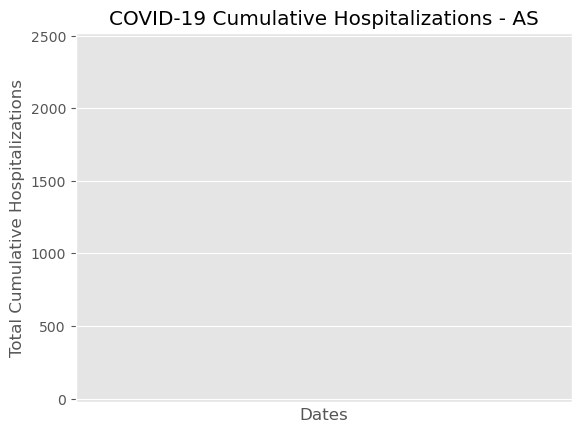 COVID-19 Cumulative Hospitalizations - AS
Total Cumulative Hospitalizations
2500
2000
1500
1000
500
0
Dates